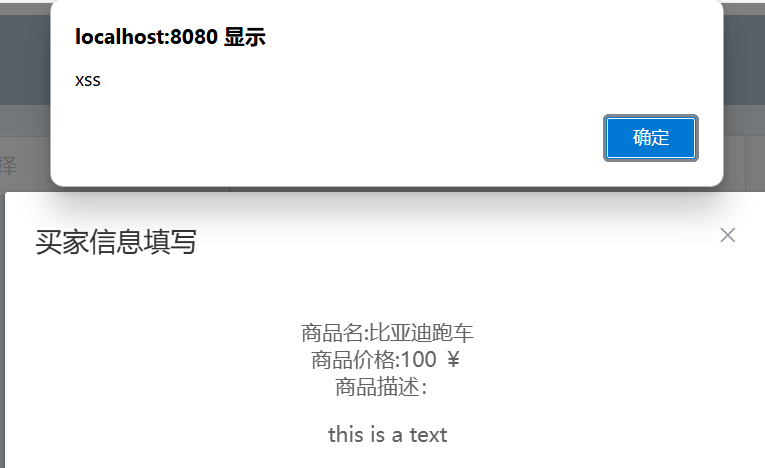 localhost:8080 显示
xss
确定
择
买家信息填写
商品名:比亚迪跑车
商品价格:100 ￥
商品描述：
this is a text